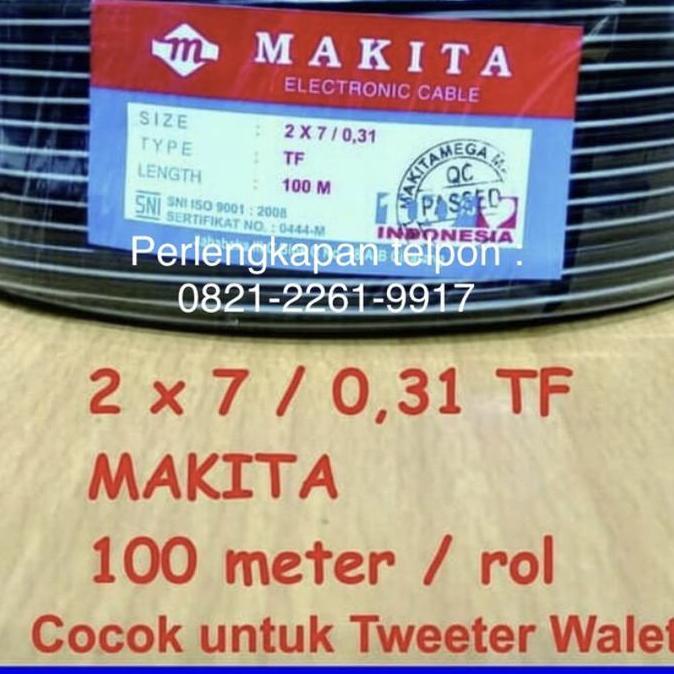 m MAKITA
ELECTRONIC CABLE
SIZE : 2 X 7 / 0,31
TYPE : TF
LENGTH : 100 M
SNI SNI ISO 9001 : 2008
SERTIFIKAT NO. : 0444-M
MAKITAMEGA
QC
PASSED
INDONESIA
Perlengkapan telpon :
0821-2261-9917
2 x 7 / 0,31 TF
MAKITA
100 meter / rol
Cocok untuk Tweeter Walet